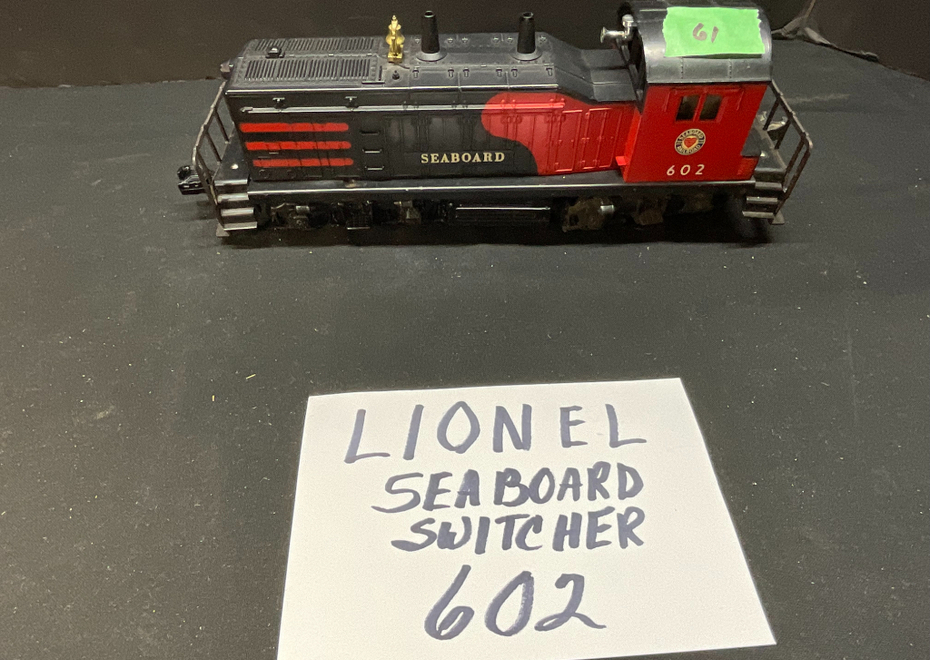 61
SEABOARD
602
LIONEL
SEABOARD
SWITCHER
602